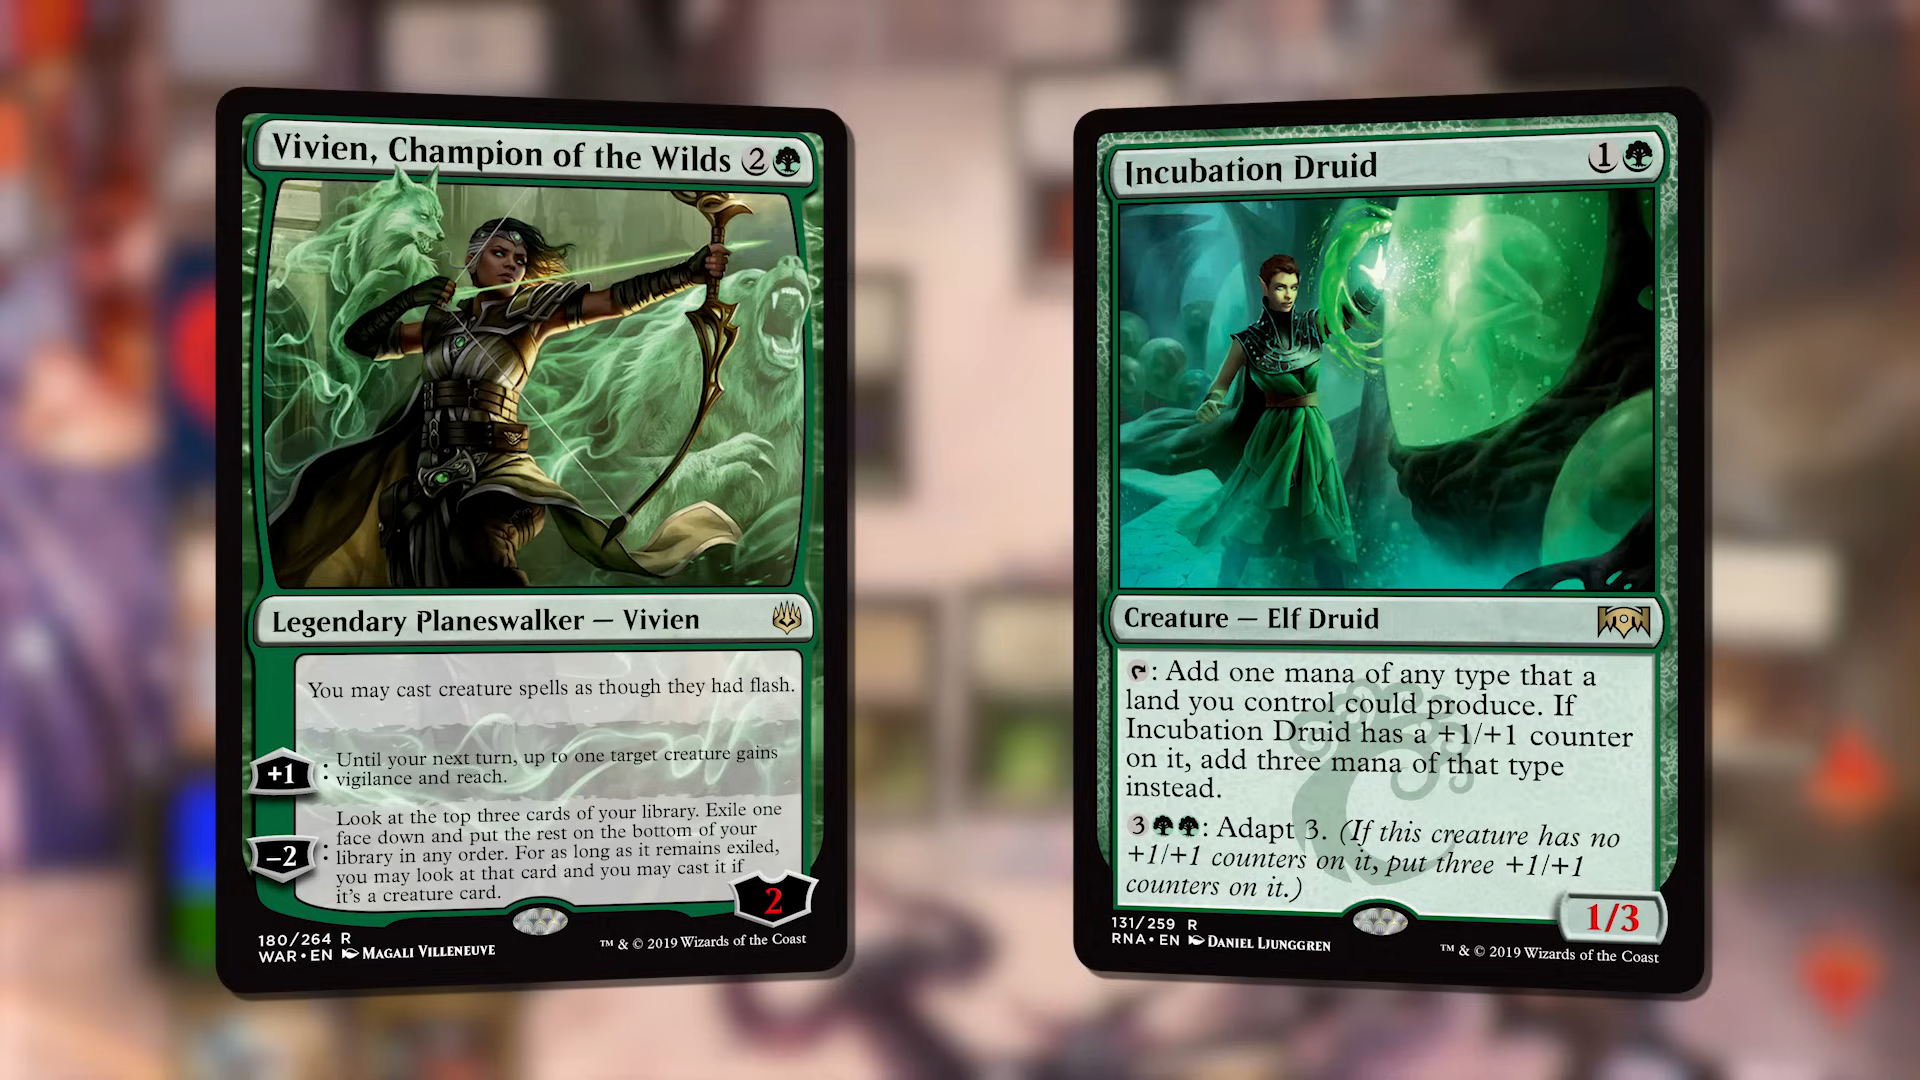 Vivien, Champion of the Wilds 2
Legendary Planeswalker — Vivien
You may cast creature spells as though they had flash.
+1 : Until your next turn, up to one target creature gains
vigilance and reach.
−2 : Look at the top three cards of your library. Exile one
face down and put the rest on the bottom of your
library in any order. For as long as it remains exiled,
you may look at that card and you may cast it if
it's a creature card.
2
180/264 R
WAR • EN MAGALI VILLENEUVE
™ & © 2019 Wizards of the Coast
Incubation Druid 1
Creature — Elf Druid
: Add one mana of any type that a
land you control could produce. If
Incubation Druid has a +1/+1 counter
on it, add three mana of that type
instead.
3 : Adapt 3. (If this creature has no
+1/+1 counters on it, put three +1/+1
counters on it.)
1/3
131/259 R
RNA • EN DANIEL LJUNGGREN
™ & © 2019 Wizards of the Coast